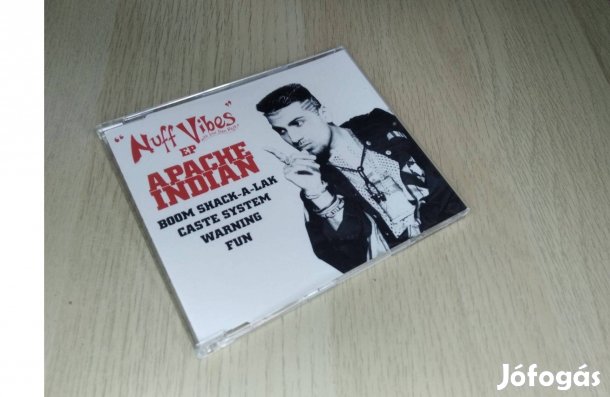 "Nuff Vibes"
EP
APACHE
INDIAN
BOOM SHACK-A-LAK
CASTE SYSTEM
WARNING
FUN
Jófogás